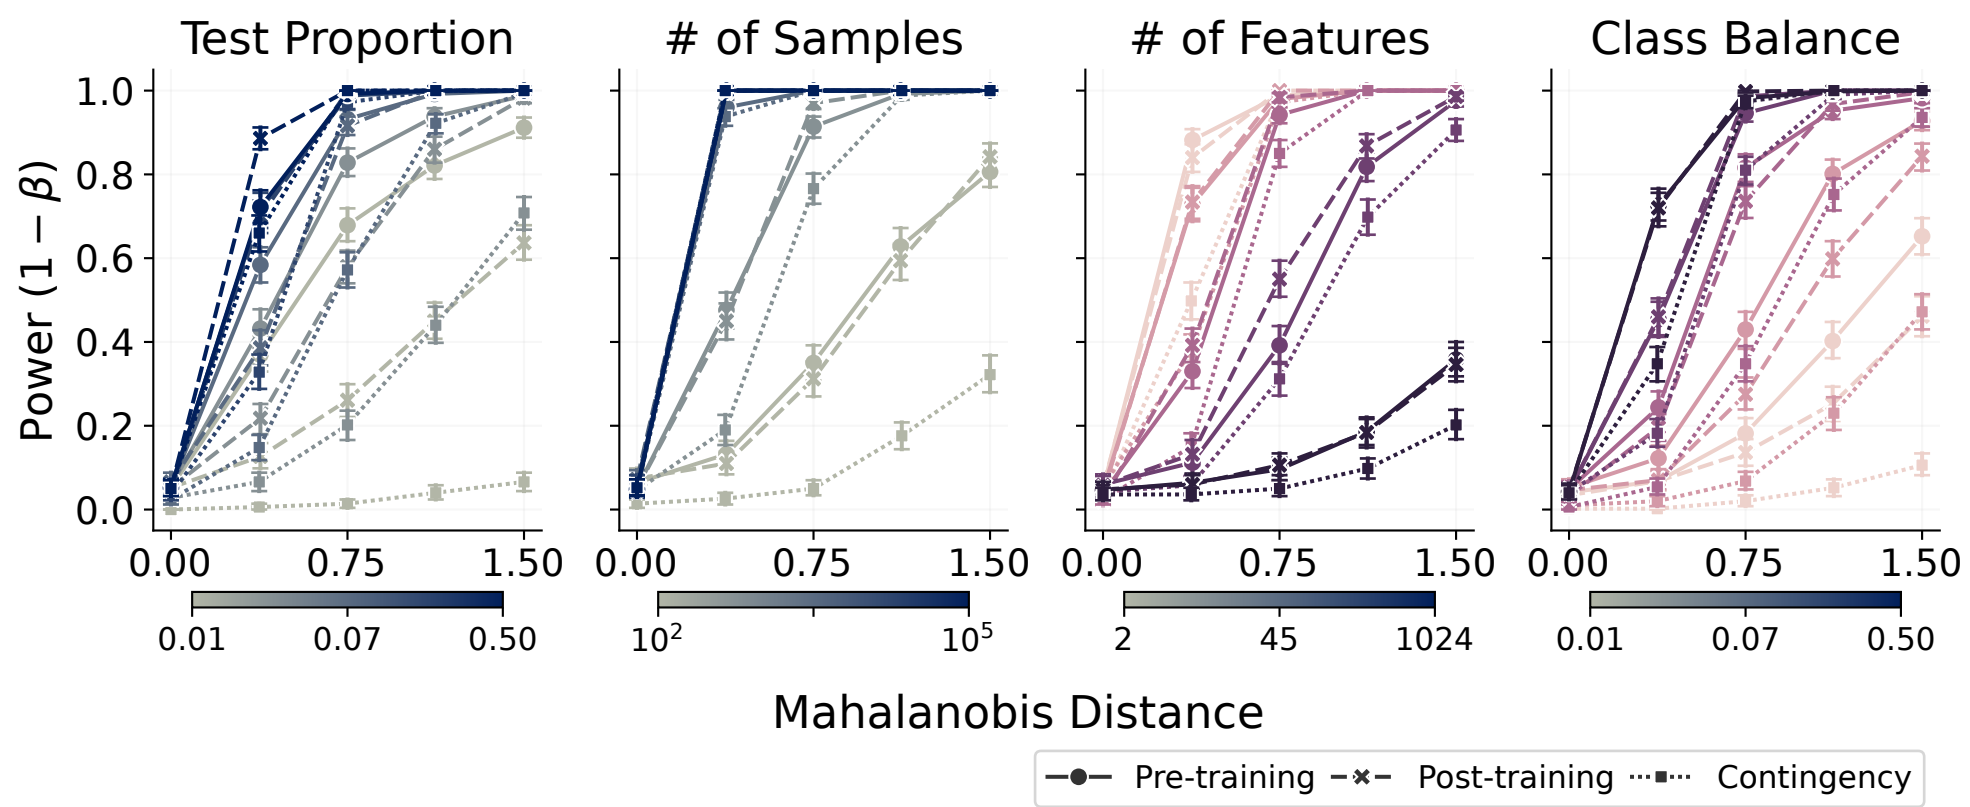 Test Proportion # of Samples # of Features Class Balance
Power (1 − β)
1.0
0.8
0.6
0.4
0.2
0.0
0.00 0.75 1.50 0.00 0.75 1.50 0.00 0.75 1.50 0.00 0.75 1.50
0.01 0.07 0.50 10² 10⁵ 2 45 1024 0.01 0.07 0.50
Mahalanobis Distance
Pre-training Post-training Contingency